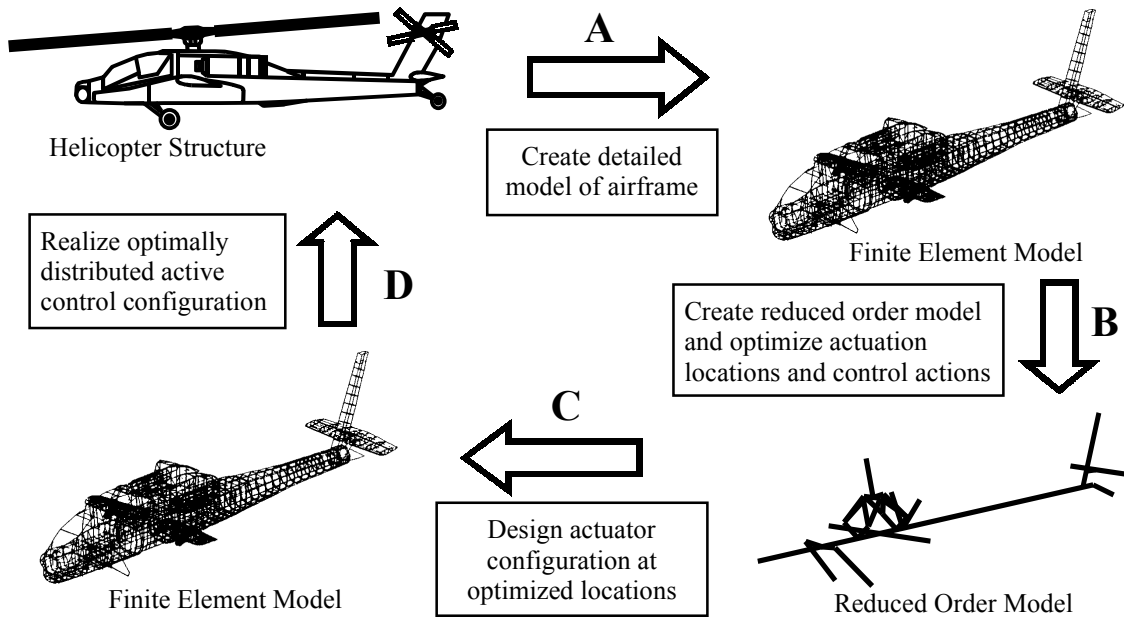 A
Helicopter Structure
Create detailed
model of airframe
Finite Element Model
Realize optimally
distributed active
control configuration
D
Create reduced order model
and optimize actuation
locations and control actions
B
C
Design actuator
configuration at
optimized locations
Finite Element Model
Reduced Order Model